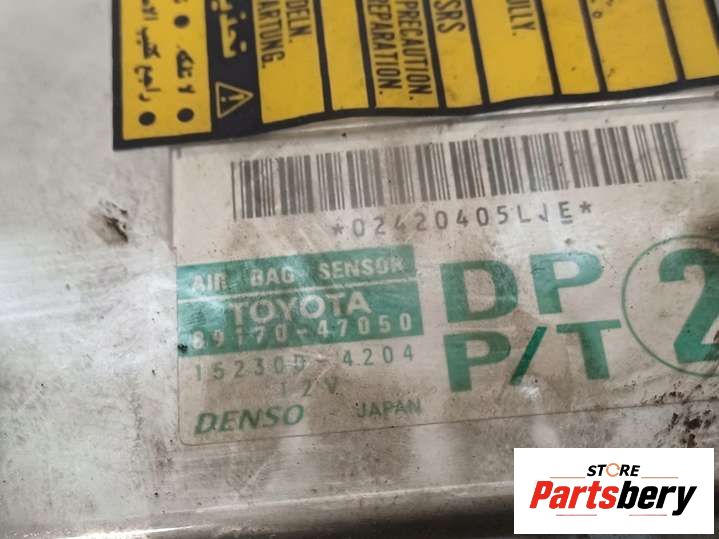 DELN.
ARTUNG.
PRECAUTION.
REPARATION.
SRS
ULLY.
*02420405LJE*
AIR BAG SENSOR
TOYOTA
89170-47050
152300-4204
12V
DENSO JAPAN
DP
P/T
2
STORE
Partsbery